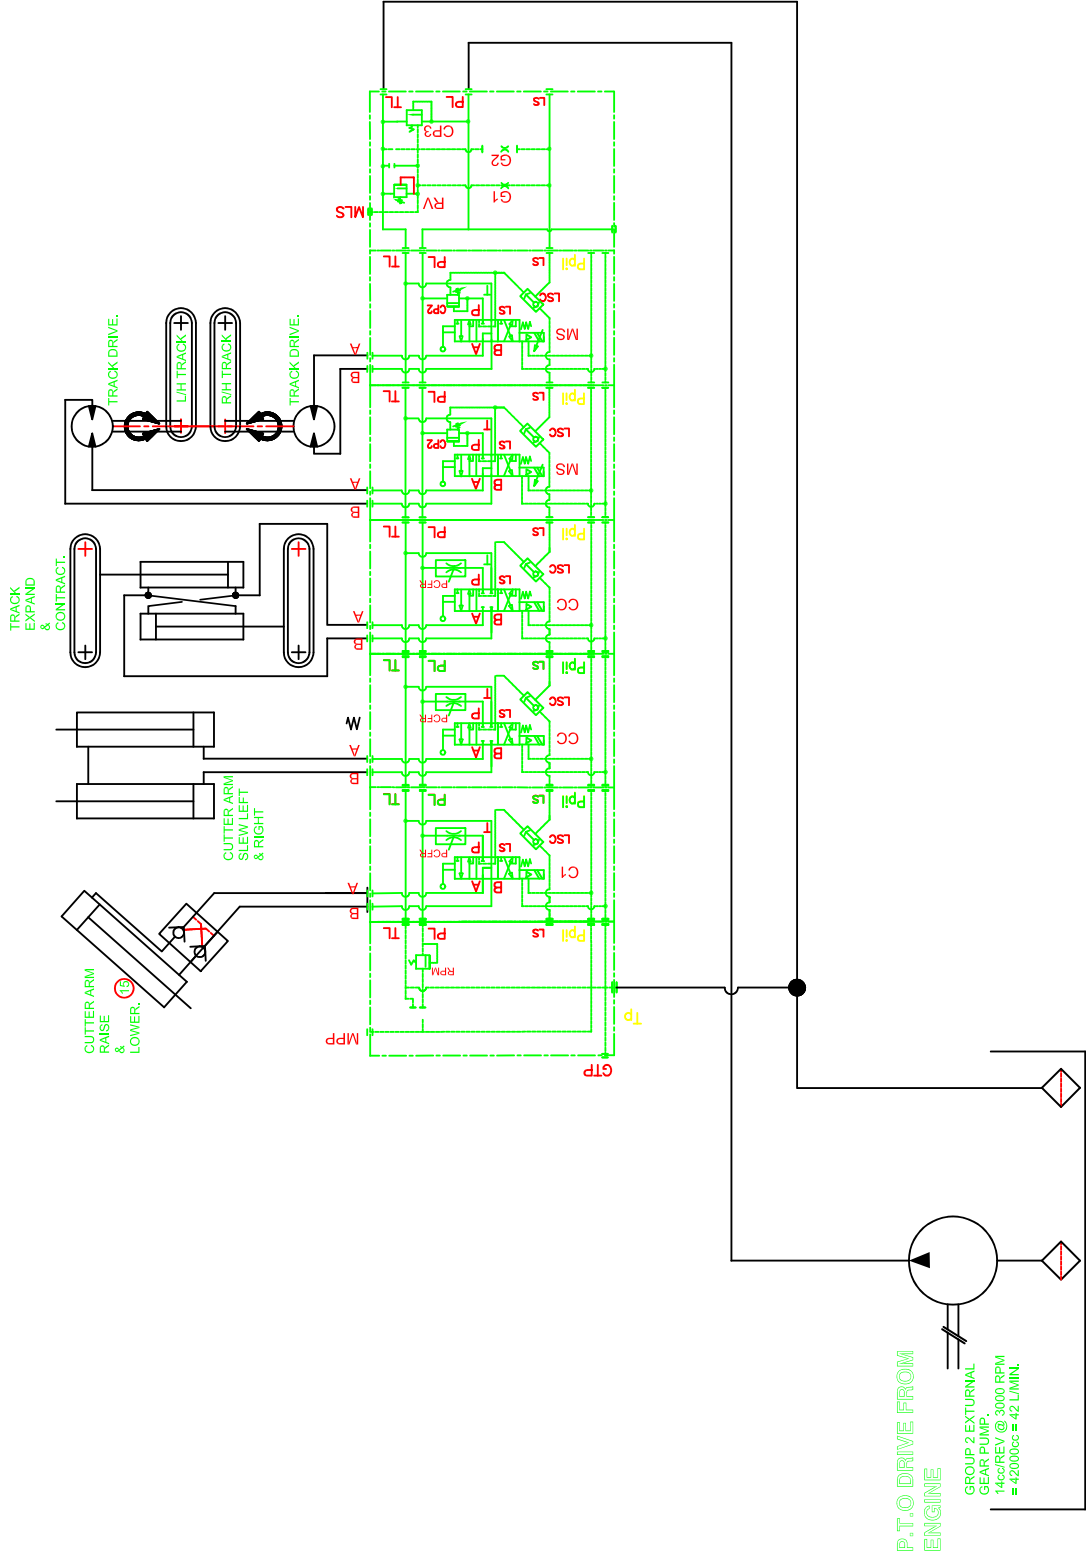 TL
PL
LS
CP3
G2
G1
RV
MLS
TL
PL
LS
Ppil
CP2
P
T
LS
LSC
MS
A
B
A
B
TRACK DRIVE.
L/H TRACK
R/H TRACK
TRACK DRIVE.
TL
PL
LS
Ppil
CP2
P
T
LS
LSC
MS
A
B
A
B
TL
PL
LS
Ppil
PCFR
P
T
LS
LSC
CC
A
B
A
B
TRACK
EXPAND
&
CONTRACT.
TL
PL
LS
Ppil
PCFR
P
T
LS
LSC
CC
A
B
W
A
B
CUTTER ARM
SLEW LEFT
& RIGHT
TL
PL
LS
Ppil
PCFR
P
T
LS
LSC
C1
A
B
A
B
CUTTER ARM
RAISE
&
LOWER.
15
TL
PL
LS
Ppil
RPM
MPP
Tp
GTP
P.T.O DRIVE FROM
ENGINE
GROUP 2 EXTURNAL
GEAR PUMP.
14cc/REV @ 3000 RPM
= 42000cc = 42 L/MIN.